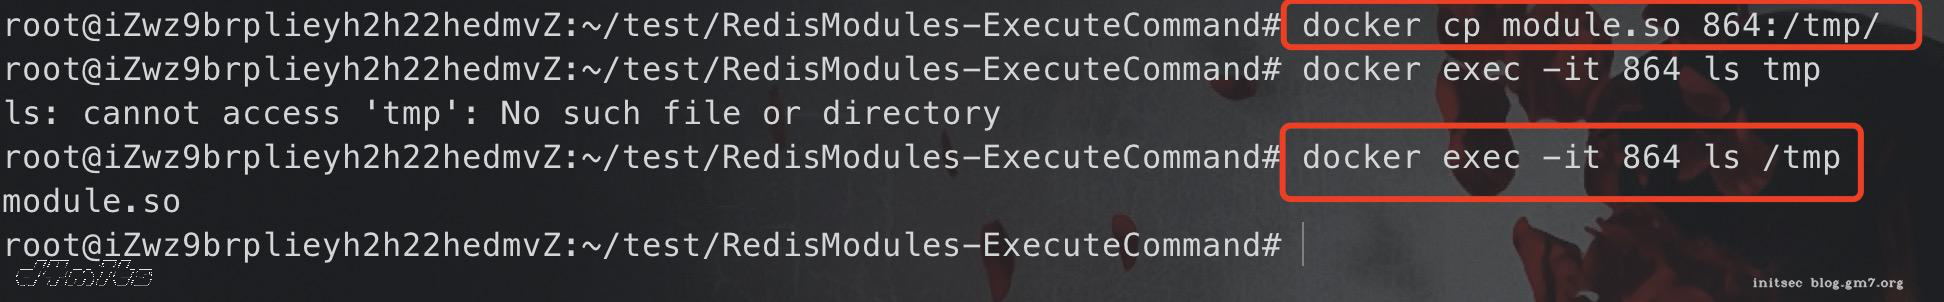 root@iZwz9brplieyh2h22hedmvZ:~/test/RedisModules-ExecuteCommand# docker cp module.so 864:/tmp/
root@iZwz9brplieyh2h22hedmvZ:~/test/RedisModules-ExecuteCommand# docker exec -it 864 ls tmp
ls: cannot access 'tmp': No such file or directory
root@iZwz9brplieyh2h22hedmvZ:~/test/RedisModules-ExecuteCommand# docker exec -it 864 ls /tmp
module.so
root@iZwz9brplieyh2h22hedmvZ:~/test/RedisModules-ExecuteCommand#
initsec blog.gm7.org